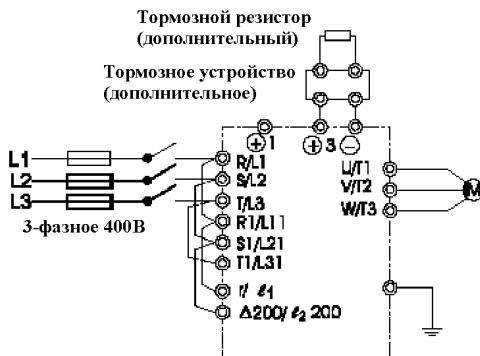 Тормозной резистор
(дополнительный)
Тормозное устройство
(дополнительное)
⊕1 ⊕3 ⊖
L1 R/L1 U/T1
L2 S/L2 V/T2 M
L3 T/L3 W/T3
3-фазное 400В R1/L11
S1/L21
T1/L31
r/ ℓ1
Δ200/ ℓ2 200